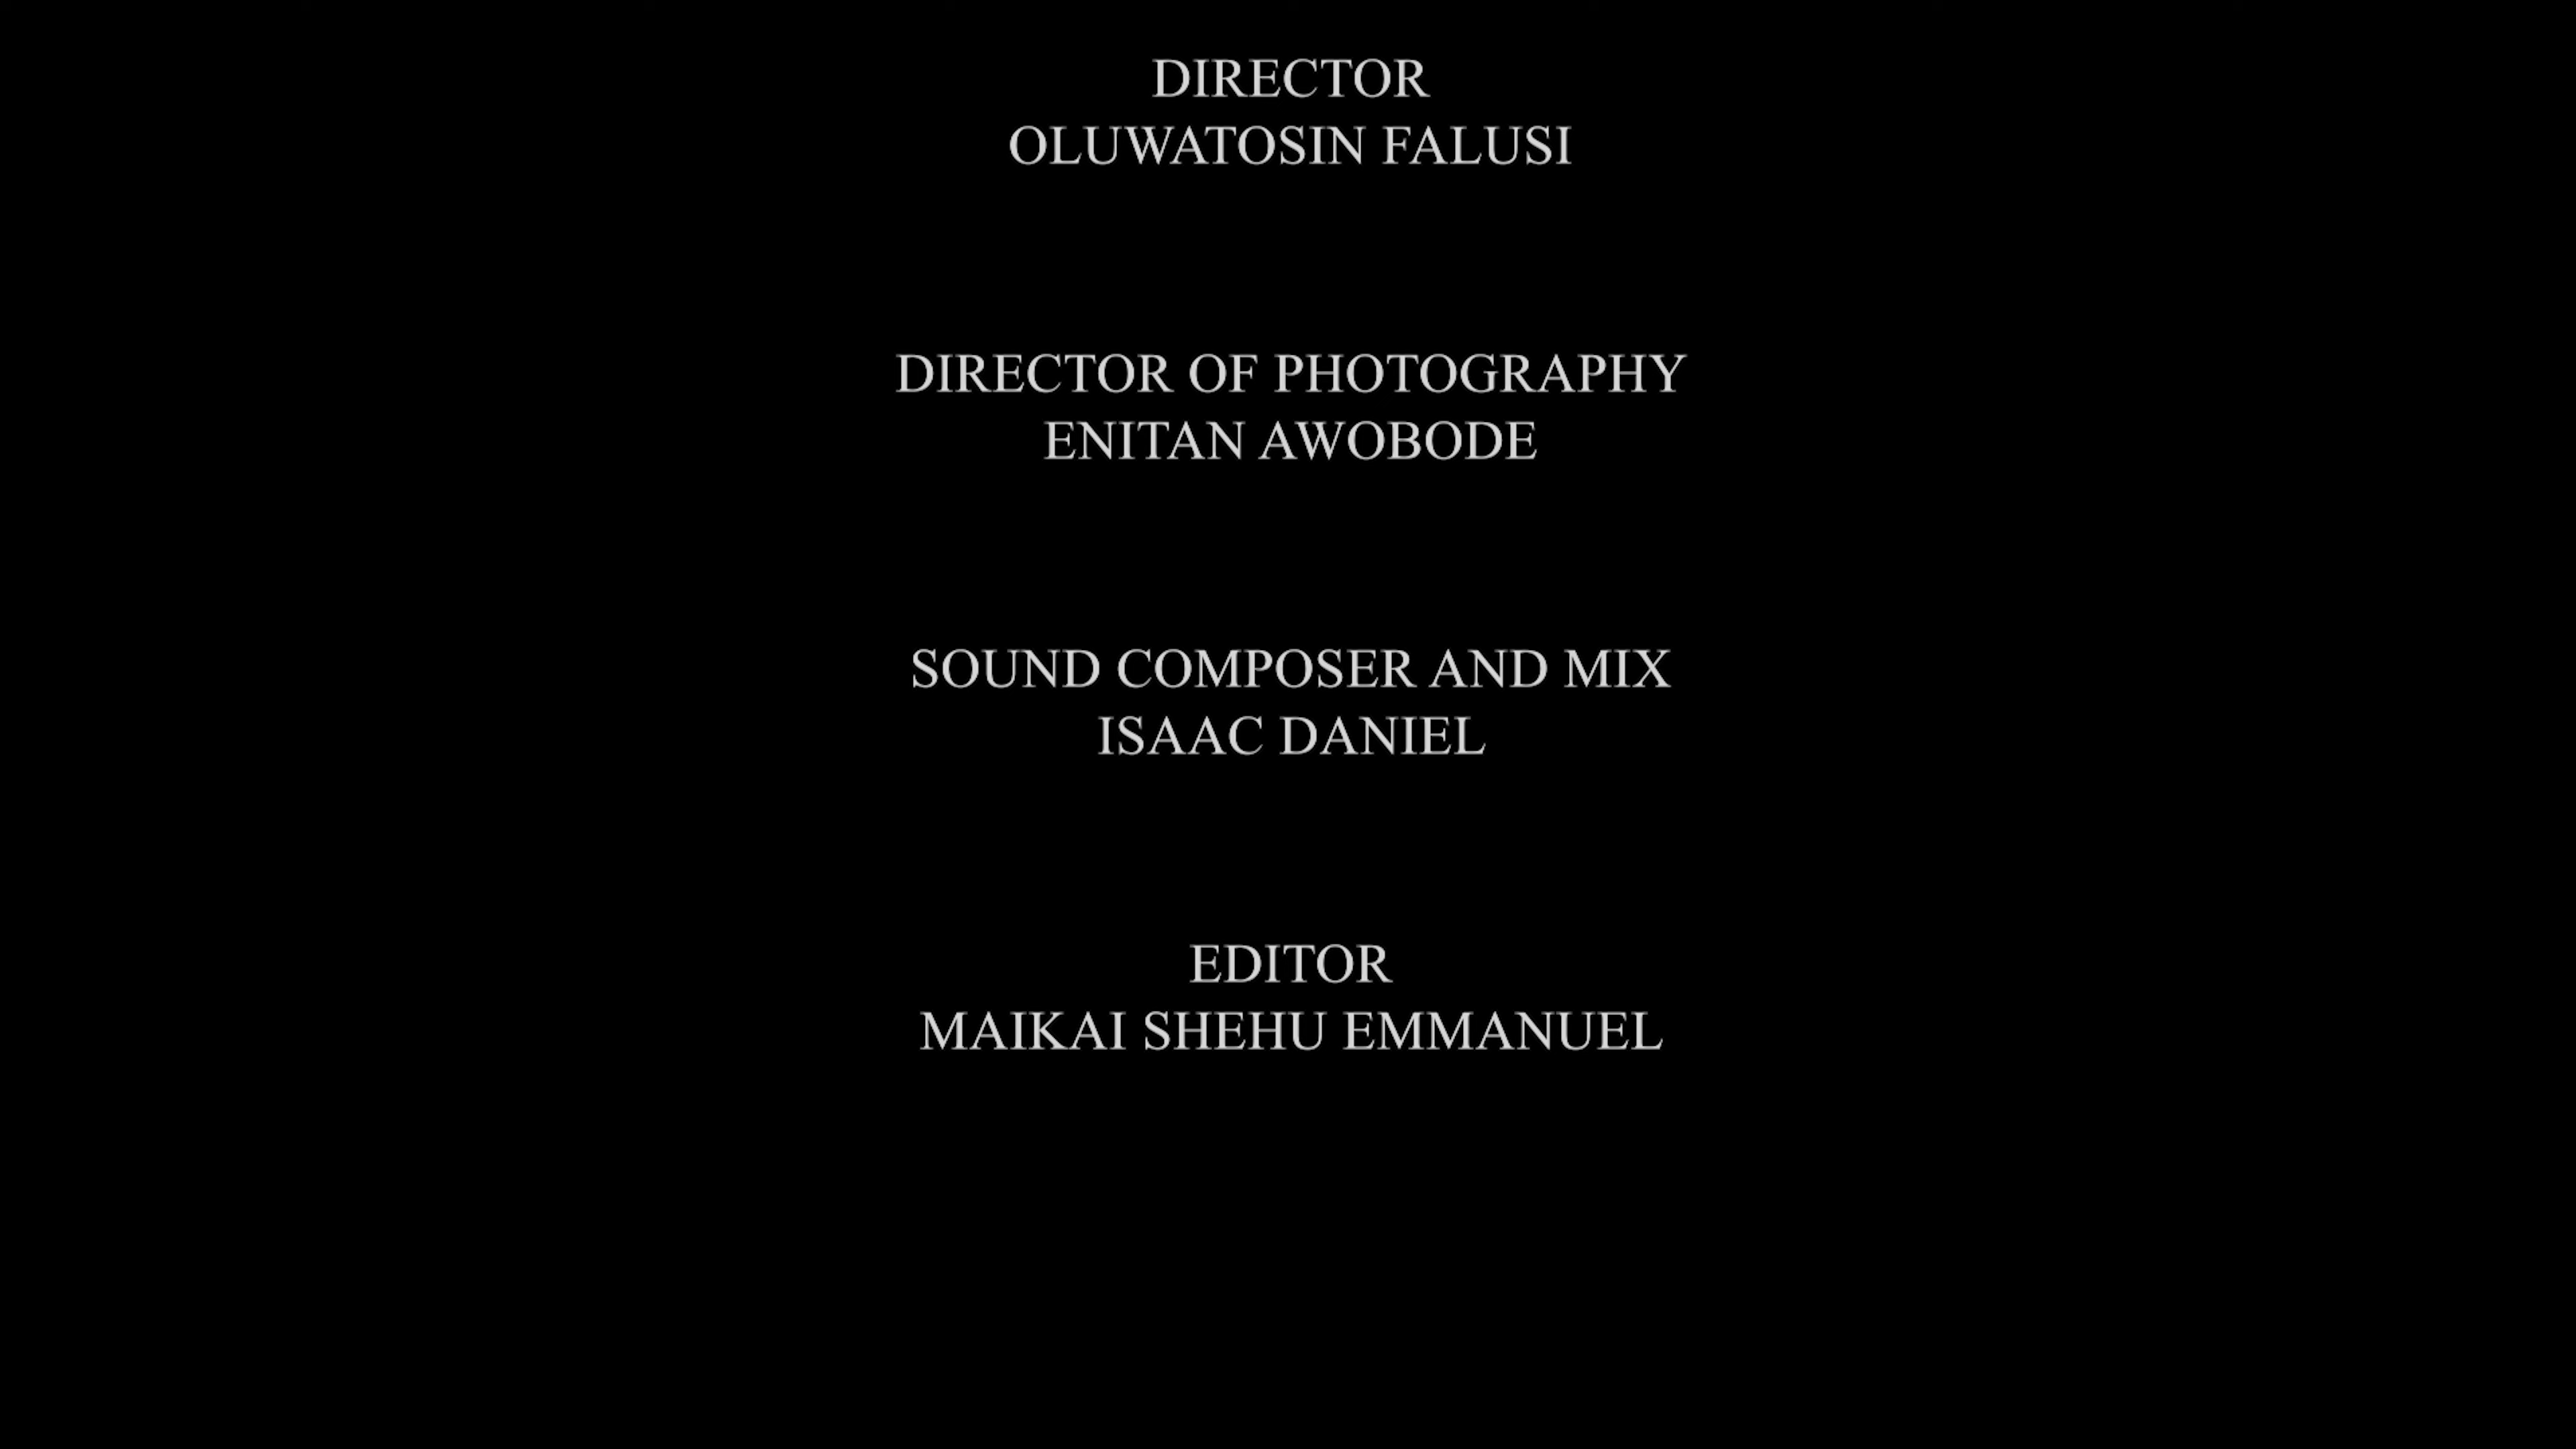 DIRECTOR
OLUWATOSIN FALUSI
DIRECTOR OF PHOTOGRAPHY
ENITAN AWOBODE
SOUND COMPOSER AND MIX
ISAAC DANIEL
EDITOR
MAIKAI SHEHU EMMANUEL